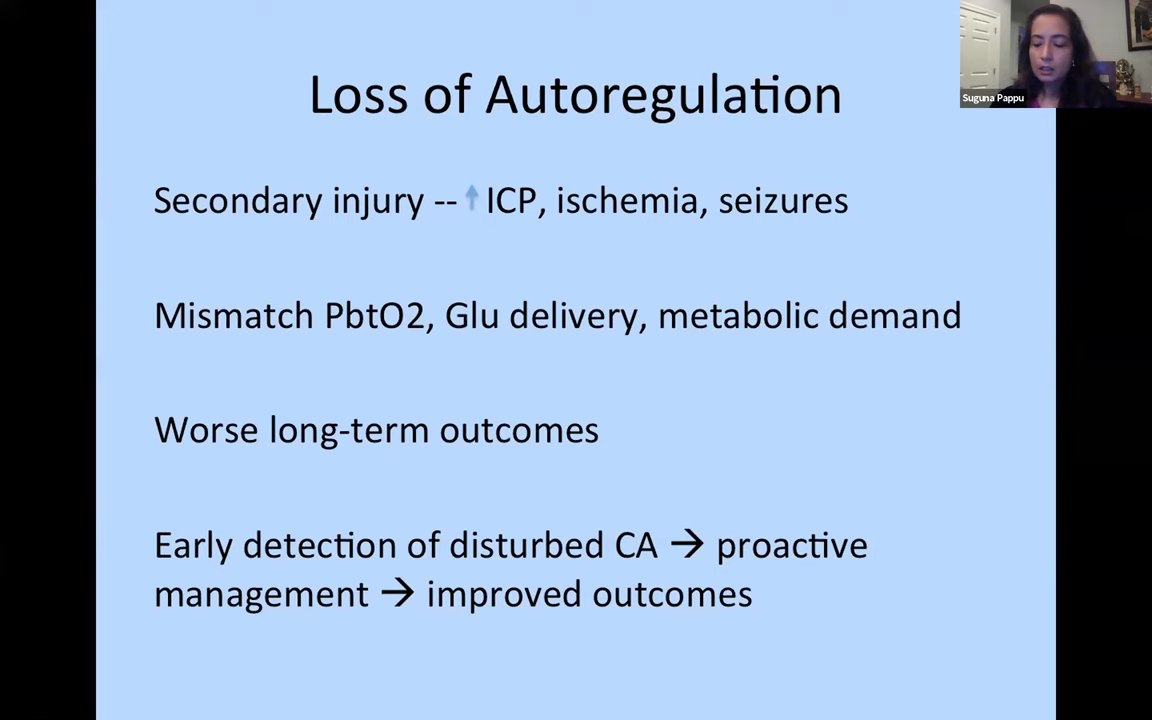 Loss of Autoregulation
Suguna Pappu
Secondary injury -- ↑ ICP, ischemia, seizures
Mismatch PbtO2, Glu delivery, metabolic demand
Worse long-term outcomes
Early detection of disturbed CA → proactive
management → improved outcomes